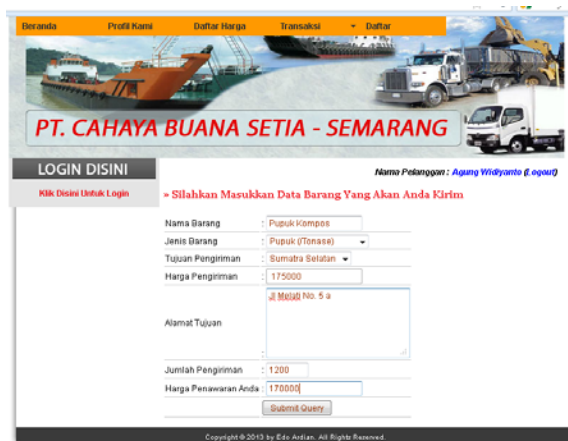 Beranda Profil Kami Daftar Harga Transaksi Daftar
PT. CAHAYA BUANA SETIA - SEMARANG
LOGIN DISINI
Klik Disini Untuk Login
Nama Pelanggan : Agung Widiyanto (Logout)
» Silahkan Masukkan Data Barang Yang Akan Anda Kirim
Nama Barang : Pupuk Kompos
Jenis Barang : Pupuk (/Tonase)
Tujuan Pengiriman : Sumatra Selatan
Harga Pengiriman : 175000
Alamat Tujuan : Jl Melati No. 5 a
Jumlah Pengiriman : 1200
Harga Penawaran Anda : 170000
Submit Query
Copyright © 2013 by Edo Ardian. All Rights Reserved.